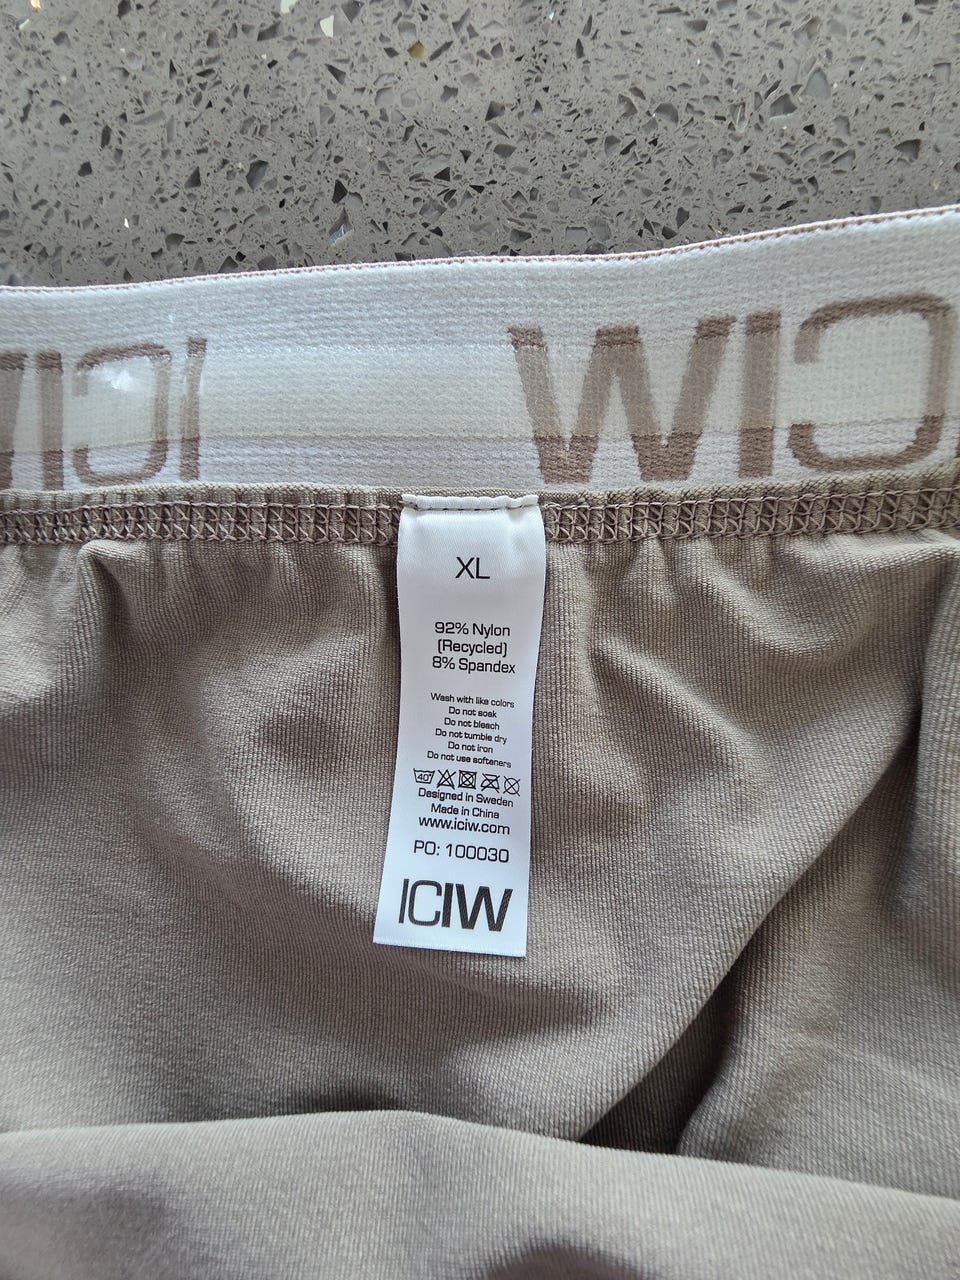 ICIW
ICIW
XL
92% Nylon
(Recycled)
8% Spandex
Wash with like colors
Do not soak
Do not bleach
Do not tumble dry
Do not iron
Do not use softeners
40°
Designed in Sweden
Made in China
www.iciw.com
PO: 100030
ICIW